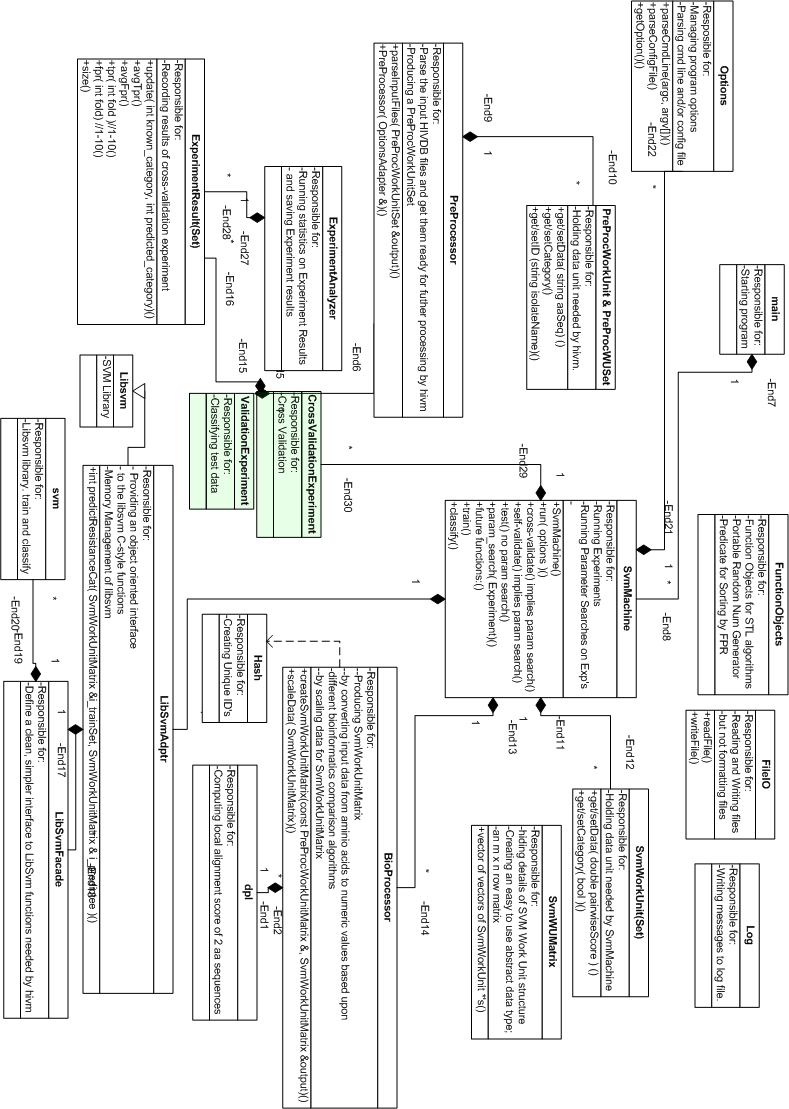 main
-Responsible for:
-Starting program
-End7
1
FunctionObjects
-Responsible for:
-Function Objects for STL algorithms
-Portable Random Num Generator
-Predicate for Sorting by FPR
FileIO
-Responsible for:
-Reading and Writing files
-but not formatting files
+readFile()
+writeFile()
Log
-Responsible for:
-Writing messages to log file.
Options
-Resposible for:
-Managing program options
-Parsing cmd line and/or config file
+parseCmdLine(argc, argv[])()
+parseConfigFile()
+getOption()()
-End22
*
-End21
1
*
-End8
PreProcWorkUnit & PreProcWUSet
-Responsible for:
-Holding data unit needed by hivm.
+get/setData( string aaSeq) ()
+get/setCategory()
+get/setID (string isolateName)()
-End10
*
-End9
1
SvmMachine
-Responsible for:
-Running Experiments
-Running Parameter Searches on Exp's
-
+SvmMachine()
+run( options )()
+cross-validate() implies param search()
+self-validate() implies param search()
+test() no param search()
+param_search( Experiment)()
+future functions:()
+train()
+classify()
-End12
*
-End11
1
SvmWorkUnit(Set)
-Responsible for:
-Holding data unit needed by SvmMachine
+get/setData( double pairwiseScore ) ()
+get/setCategory( bool )()
SvmWUMatrix
-Responsible for:
-hiding details of SVM Work Unit structure
-Creating an easy to use abstract data type;
-an m x n row matrix
+vector of vectors of SvmWorkUnit *'s()
PreProcessor
-Responsible for:
-Parse the input HIVDB files and get them ready for futher processing by hivm
-Producing a PreProcWorkUnitSet
+parseInputFiles( PreProcWorkUnitSet &output)()
+PreProcessor( OptionsAdapter &)()
1
-End29
*
-End30
-End13
1
*
-End14
ExperimentAnalyzer
-Responsible for:
-Running statistics on Experiment Results
- and saving Experiment results
-End6
15
CrossValidationExperiment
-Responsible for:
-Cross Validation
ValidationExperiment
-Responsible for:
-Classifying test data
-End15
BioProcessor
-Responsible for:
-Producing SvmWorkUnitMatrix
-by converting input data from aminio acids to numeric values based upon
-different bioinformatics comparison algorithms
-by scaling data for SvmWorkUnitMatrix
+createSvmWorkUnitMatrix(const PreProcWorkUnitMatrix &, SvmWorkUnitMatrix &output)()
+scaleData( SvmWorkUnitMatrix)()
Hash
-Responsible for:
-Creating Unique ID's
*
-End2
1
-End1
dpl
-Responsible for:
-Computing local alignment score of 2 aa sequences
1
-End27
*
-End28
*
-End16
ExperimentResult(Set)
-Responsible for:
-Recording results of cross-validation experiment
+update( int known_category, int predicted_category)()
+avgTpr()
+avgFpr()
+tpr( int fold )//1-10()
+fpr( int fold) //1-10()
+size()
Libsvm
-SVM Library
1
LibSvmAdptr
-Resonsible for:
- Providing an object oriented interface
- to the libsvm C-style functions
-Memory Management of libsvm
+int predictResistanceCat( SvmWorkUnitMatrix &i_trainSet, SvmWorkUnitMatrix & i_testee )()
svm
-Responsible for:
-Libsvm library. train and classify
*
-End20
-End19
1
1
-End17
LibSvmFacade
-Responsible for:
-Define a clean, simpler interface to LibSvm functions needed by hivm